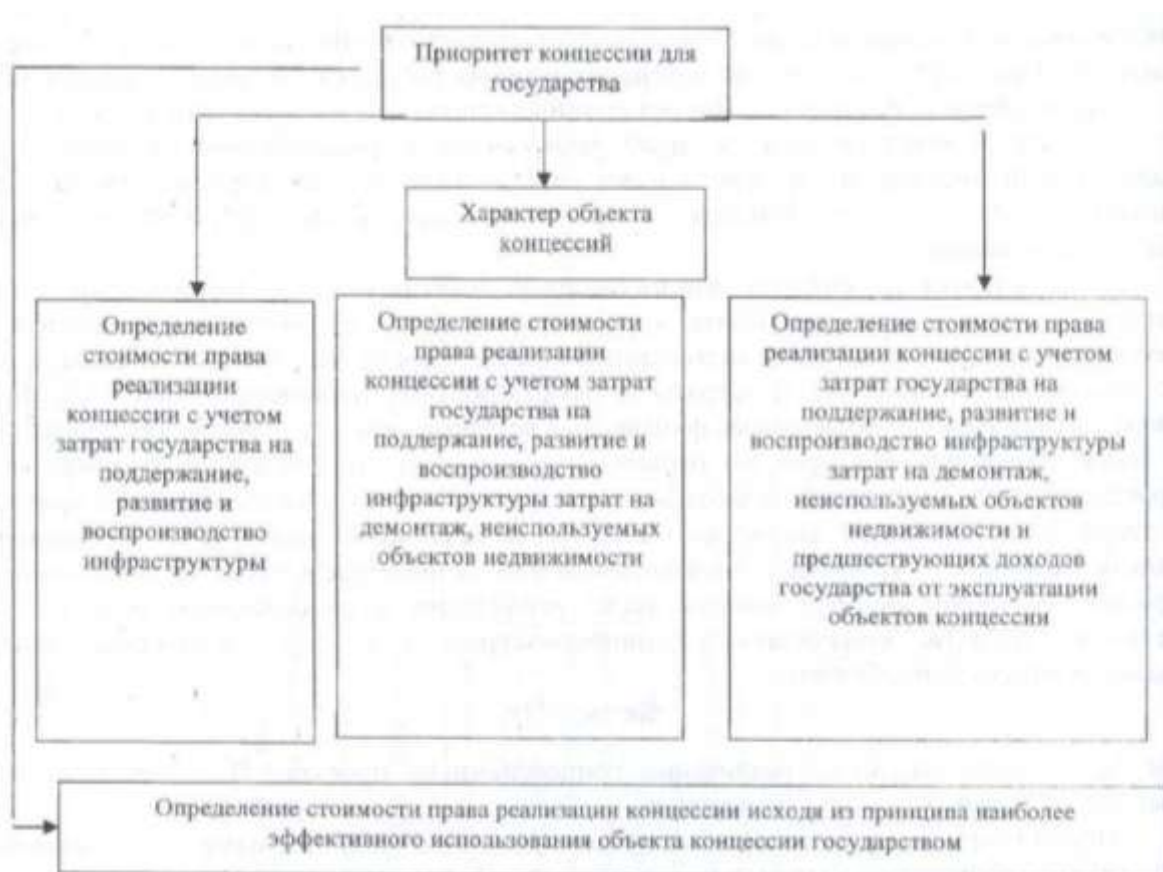 Приоритет концессии для
государства
Характер объекта
концессий
Определение
стоимости права
реализации
концессии с учетом
затрат государства на
поддержание,
развитие и
воспроизводство
инфраструктуры
Определение стоимости
права реализации
концессии с учетом затрат
государства на
поддержание, развитие и
воспроизводство
инфраструктуры затрат на
демонтаж, неиспользуемых
объектов недвижимости
Определение стоимости права
реализации концессии с учетом
затрат государства на
поддержание, развитие и
воспроизводство инфраструктуры
затрат на демонтаж,
неиспользуемых объектов
недвижимости и
предшествующих доходов
государства от эксплуатации
объектов концессии
Определение стоимости права реализации концессии исходя из принципа наиболее
эффективного использования объекта концессии государством